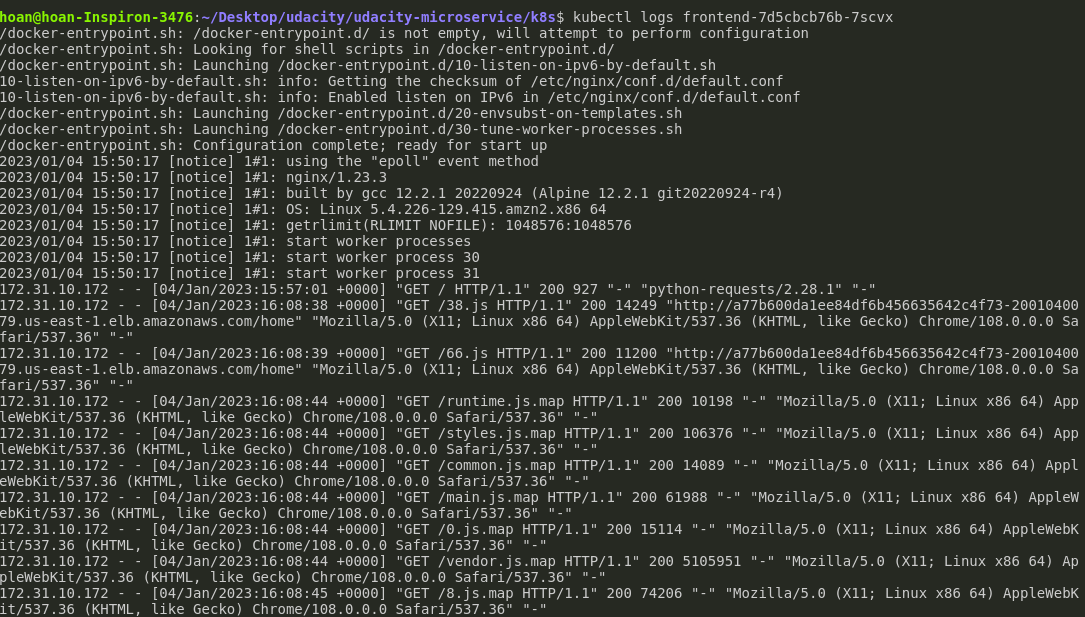 hoan@hoan-Inspiron-3476:~/Desktop/udacity/udacity-microservice/k8s$ kubectl logs frontend-7d5cbcb76b-7scvx
/docker-entrypoint.sh: /docker-entrypoint.d/ is not empty, will attempt to perform configuration
/docker-entrypoint.sh: Looking for shell scripts in /docker-entrypoint.d/
/docker-entrypoint.sh: Launching /docker-entrypoint.d/10-listen-on-ipv6-by-default.sh
10-listen-on-ipv6-by-default.sh: info: Getting the checksum of /etc/nginx/conf.d/default.conf
10-listen-on-ipv6-by-default.sh: info: Enabled listen on IPv6 in /etc/nginx/conf.d/default.conf
/docker-entrypoint.sh: Launching /docker-entrypoint.d/20-envsubst-on-templates.sh
/docker-entrypoint.sh: Launching /docker-entrypoint.d/30-tune-worker-processes.sh
/docker-entrypoint.sh: Configuration complete; ready for start up
2023/01/04 15:50:17 [notice] 1#1: using the "epoll" event method
2023/01/04 15:50:17 [notice] 1#1: nginx/1.23.3
2023/01/04 15:50:17 [notice] 1#1: built by gcc 12.2.1 20220924 (Alpine 12.2.1 git20220924-r4)
2023/01/04 15:50:17 [notice] 1#1: OS: Linux 5.4.226-129.415.amzn2.x86 64
2023/01/04 15:50:17 [notice] 1#1: getrlimit(RLIMIT NOFILE): 1048576:1048576
2023/01/04 15:50:17 [notice] 1#1: start worker processes
2023/01/04 15:50:17 [notice] 1#1: start worker process 30
2023/01/04 15:50:17 [notice] 1#1: start worker process 31
172.31.10.172 - - [04/Jan/2023:15:57:01 +0000] "GET / HTTP/1.1" 200 927 "-" "python-requests/2.28.1" "-"
172.31.10.172 - - [04/Jan/2023:16:08:38 +0000] "GET /38.js HTTP/1.1" 200 14249 "http://a77b600da1ee84df6b456635642c4f73-20010400
79.us-east-1.elb.amazonaws.com/home" "Mozilla/5.0 (X11; Linux x86 64) AppleWebKit/537.36 (KHTML, like Gecko) Chrome/108.0.0.0 Sa
fari/537.36" "-"
172.31.10.172 - - [04/Jan/2023:16:08:39 +0000] "GET /66.js HTTP/1.1" 200 11200 "http://a77b600da1ee84df6b456635642c4f73-20010400
79.us-east-1.elb.amazonaws.com/home" "Mozilla/5.0 (X11; Linux x86 64) AppleWebKit/537.36 (KHTML, like Gecko) Chrome/108.0.0.0 Sa
fari/537.36" "-"
172.31.10.172 - - [04/Jan/2023:16:08:44 +0000] "GET /runtime.js.map HTTP/1.1" 200 10198 "-" "Mozilla/5.0 (X11; Linux x86 64) App
leWebKit/537.36 (KHTML, like Gecko) Chrome/108.0.0.0 Safari/537.36" "-"
172.31.10.172 - - [04/Jan/2023:16:08:44 +0000] "GET /styles.js.map HTTP/1.1" 200 106376 "-" "Mozilla/5.0 (X11; Linux x86 64) App
leWebKit/537.36 (KHTML, like Gecko) Chrome/108.0.0.0 Safari/537.36" "-"
172.31.10.172 - - [04/Jan/2023:16:08:44 +0000] "GET /common.js.map HTTP/1.1" 200 14089 "-" "Mozilla/5.0 (X11; Linux x86 64) Appl
eWebKit/537.36 (KHTML, like Gecko) Chrome/108.0.0.0 Safari/537.36" "-"
172.31.10.172 - - [04/Jan/2023:16:08:44 +0000] "GET /main.js.map HTTP/1.1" 200 61988 "-" "Mozilla/5.0 (X11; Linux x86 64) AppleW
ebKit/537.36 (KHTML, like Gecko) Chrome/108.0.0.0 Safari/537.36" "-"
172.31.10.172 - - [04/Jan/2023:16:08:44 +0000] "GET /0.js.map HTTP/1.1" 200 15114 "-" "Mozilla/5.0 (X11; Linux x86 64) AppleWebK
it/537.36 (KHTML, like Gecko) Chrome/108.0.0.0 Safari/537.36" "-"
172.31.10.172 - - [04/Jan/2023:16:08:44 +0000] "GET /vendor.js.map HTTP/1.1" 200 5105951 "-" "Mozilla/5.0 (X11; Linux x86 64) Ap
pleWebKit/537.36 (KHTML, like Gecko) Chrome/108.0.0.0 Safari/537.36" "-"
172.31.10.172 - - [04/Jan/2023:16:08:45 +0000] "GET /8.js.map HTTP/1.1" 200 74206 "-" "Mozilla/5.0 (X11; Linux x86 64) AppleWebK
it/537.36 (KHTML, like Gecko) Chrome/108.0.0.0 Safari/537.36" "-"